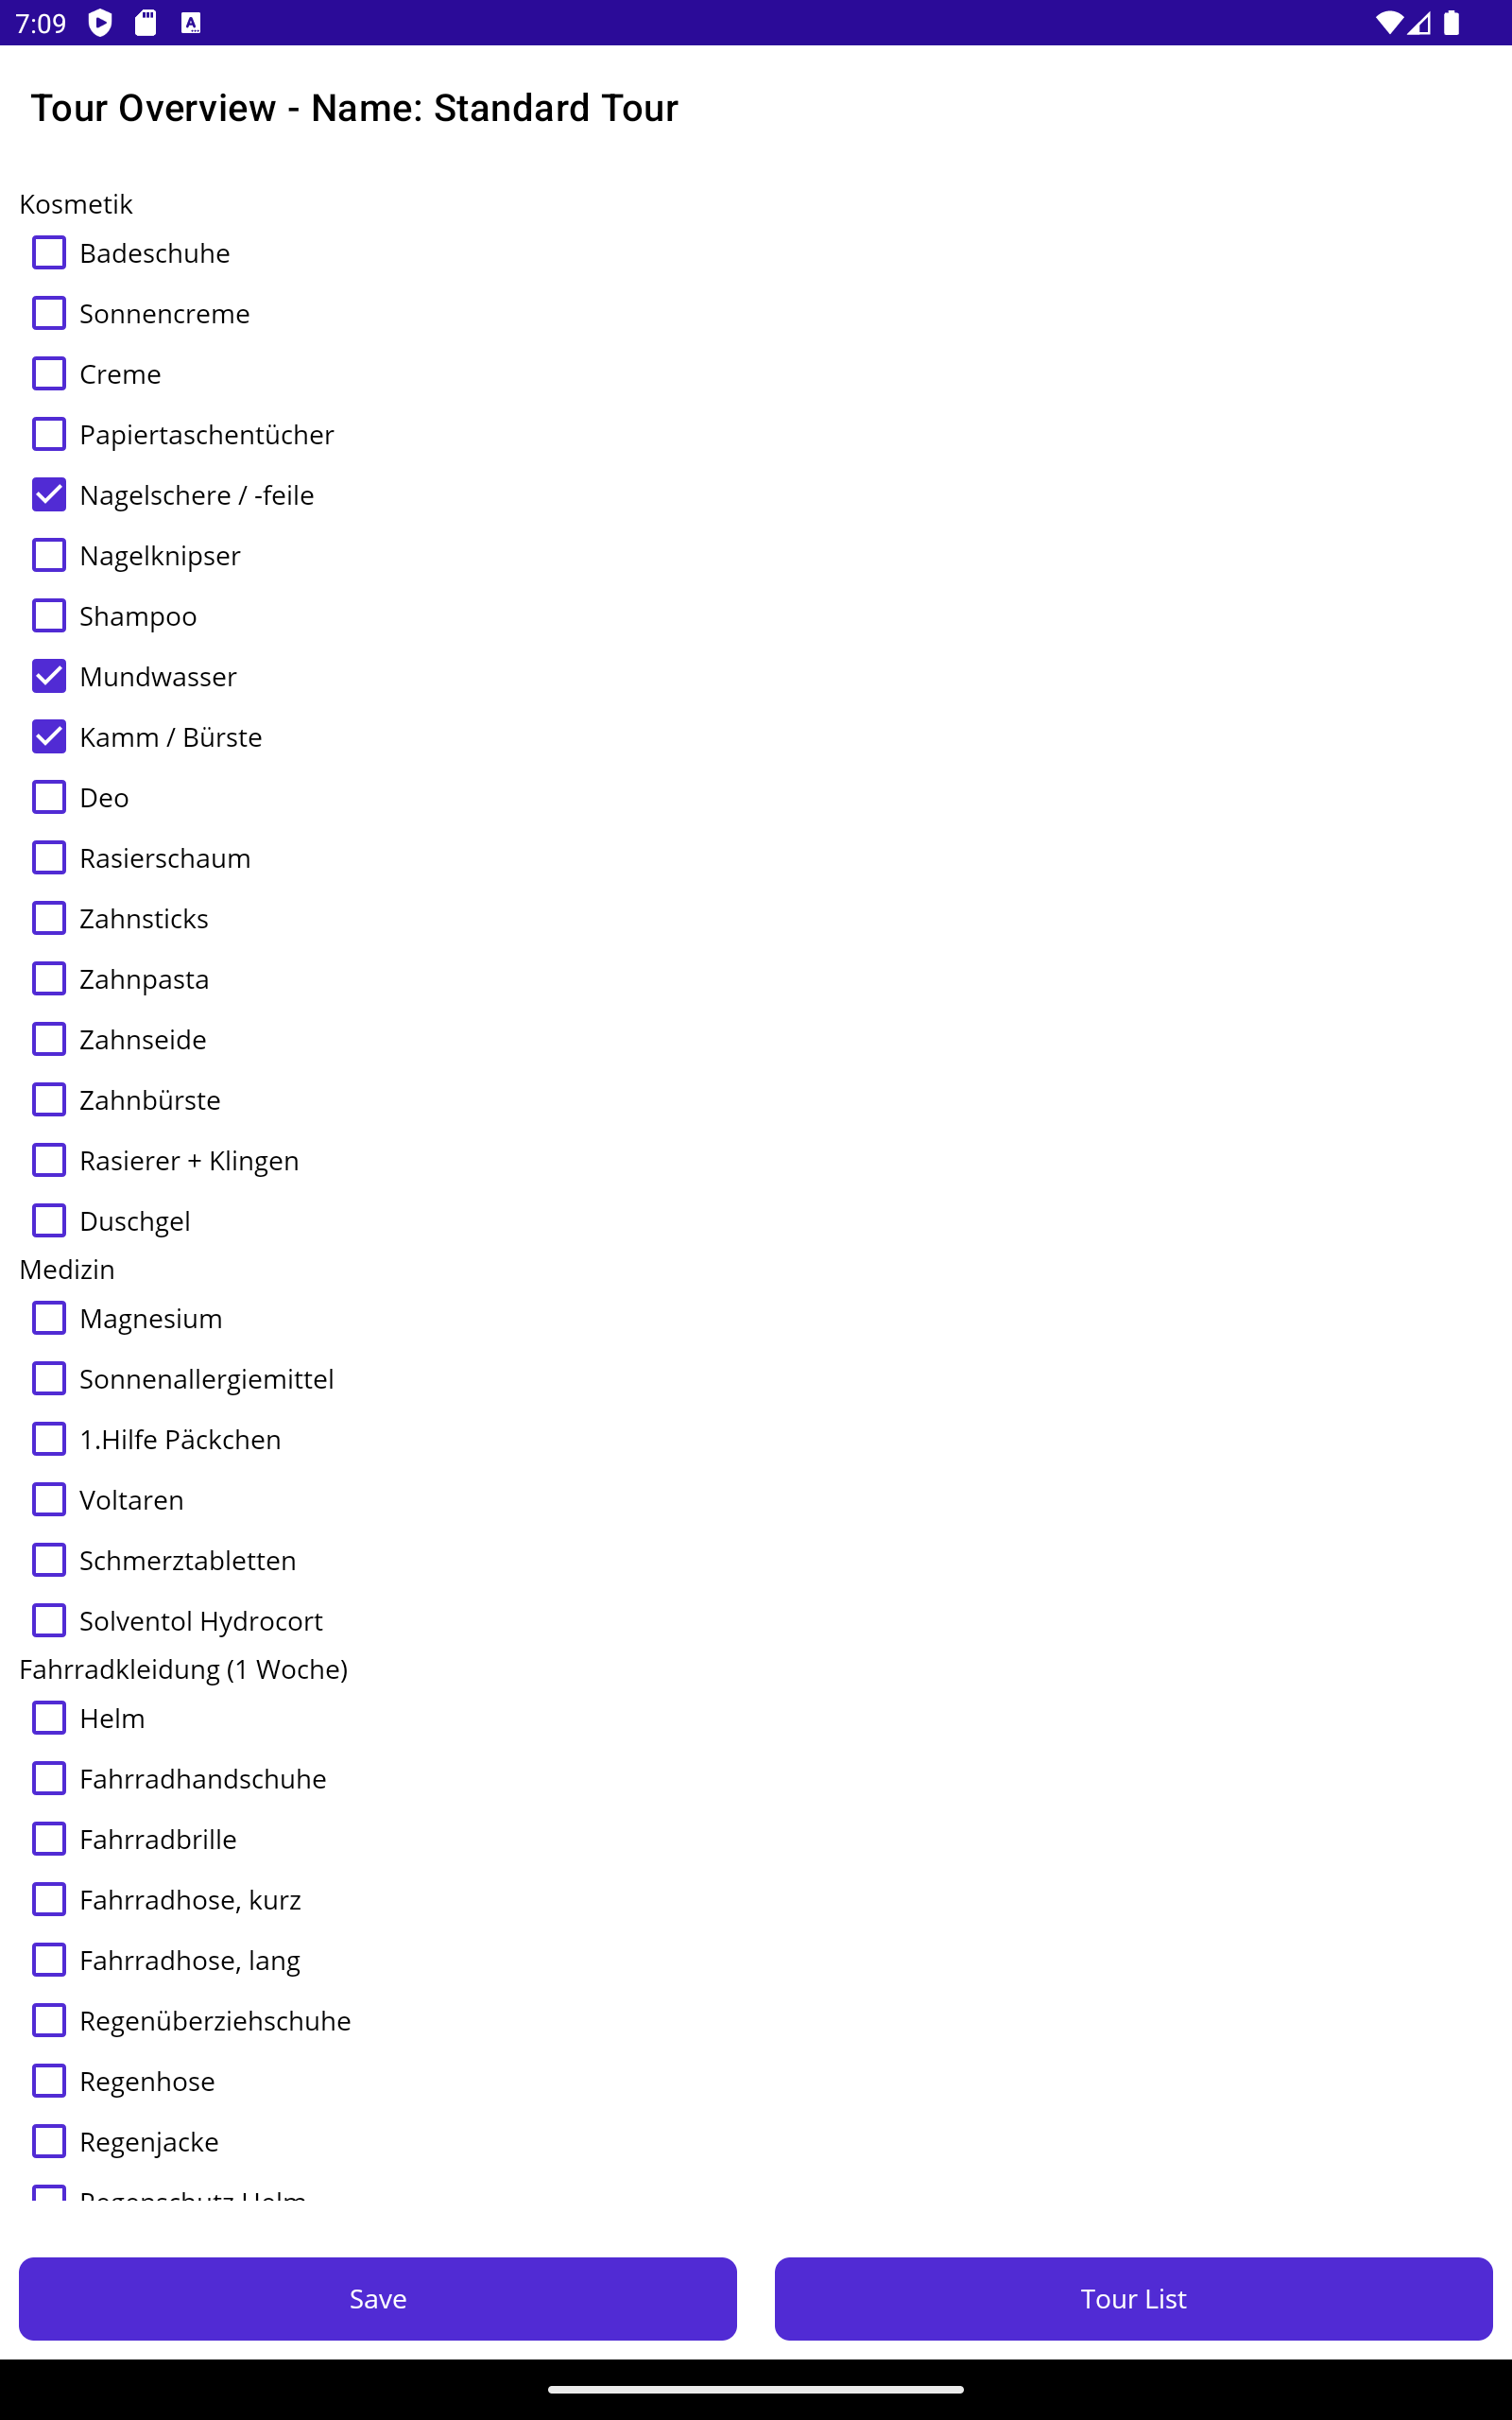 7:09
Tour Overview - Name: Standard Tour
Kosmetik
Badeschuhe
Sonnencreme
Creme
Papiertaschentücher
Nagelschere / -feile
Nagelknipser
Shampoo
Mundwasser
Kamm / Bürste
Deo
Rasierschaum
Zahnsticks
Zahnpasta
Zahnseide
Zahnbürste
Rasierer + Klingen
Duschgel
Medizin
Magnesium
Sonnenallergiemittel
1.Hilfe Päckchen
Voltaren
Schmerztabletten
Solventol Hydrocort
Fahrradkleidung (1 Woche)
Helm
Fahrradhandschuhe
Fahrradbrille
Fahrradhose, kurz
Fahrradhose, lang
Regenüberziehschuhe
Regenhose
Regenjacke
Regenschutz Helm
Save
Tour List